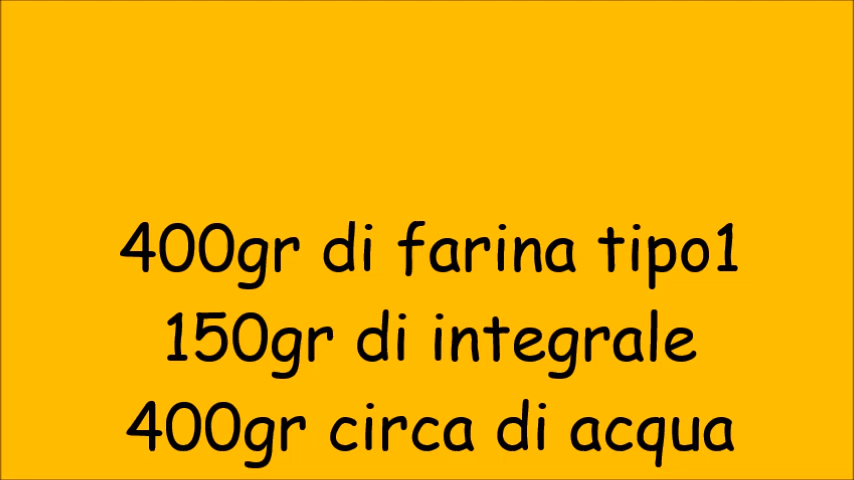 400gr di farina tipo1
150gr di integrale
400gr circa di acqua